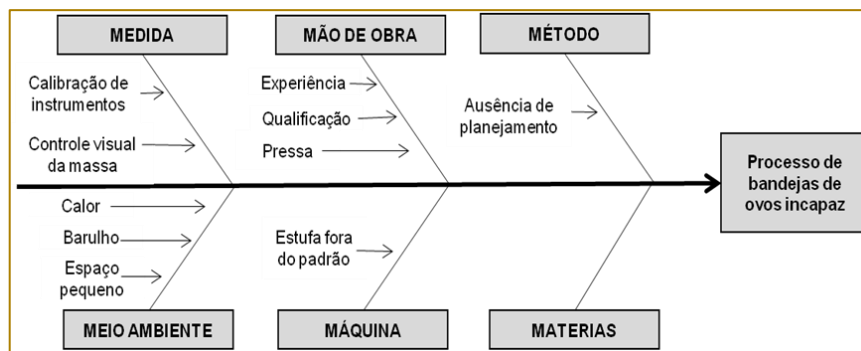 MEDIDA
MÃO DE OBRA
MÉTODO
Calibração de
instrumentos
Controle visual
da massa
Experiência
Qualificação
Pressa
Ausência de
planejamento
Processo de
bandejas de
ovos incapaz
Calor
Barulho
Espaço
pequeno
Estufa fora
do padrão
MEIO AMBIENTE
MÁQUINA
MATERIAS